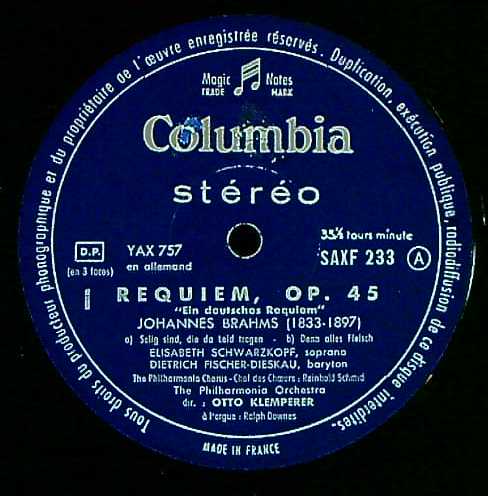 Tous droits du producteur phonographique et du propriétaire de l'œuvre enregistrée réservés. Duplication, exécution publique, radiodiffusion de ce disque interdites.
Magic Notes
TRADE MARK
Columbia
stéréo
33⅓ tours minute
D.P. YAX 757 SAXF 233 A
(en 3 faces) en allemand
I REQUIEM, OP. 45
"Ein deutsches Requiem"
JOHANNES BRAHMS (1833-1897)
a) Selig sind, die da Leid tragen - b) Denn alles Fleisch
ELISABETH SCHWARZKOPF, soprano
DIETRICH FISCHER-DIESKAU, baryton
The Philharmonia Chorus - Chef des Chœurs : Reinhold Schmid
The Philharmonia Orchestra
dir. : OTTO KLEMPERER
à l'orgue : Ralph Downes
MADE IN FRANCE